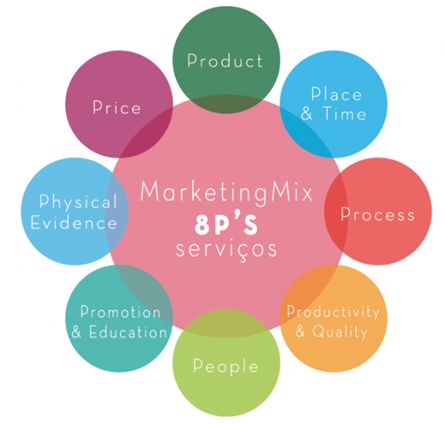 Product
Place
& Time
Price
MarketingMix
8P'S
serviços
Physical
Evidence
Process
Promotion
& Education
Productivity
& Quality
People